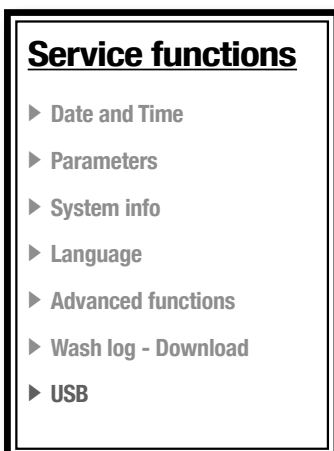 Service functions
Date and Time
Parameters
System info
Language
Advanced functions
Wash log - Download
USB